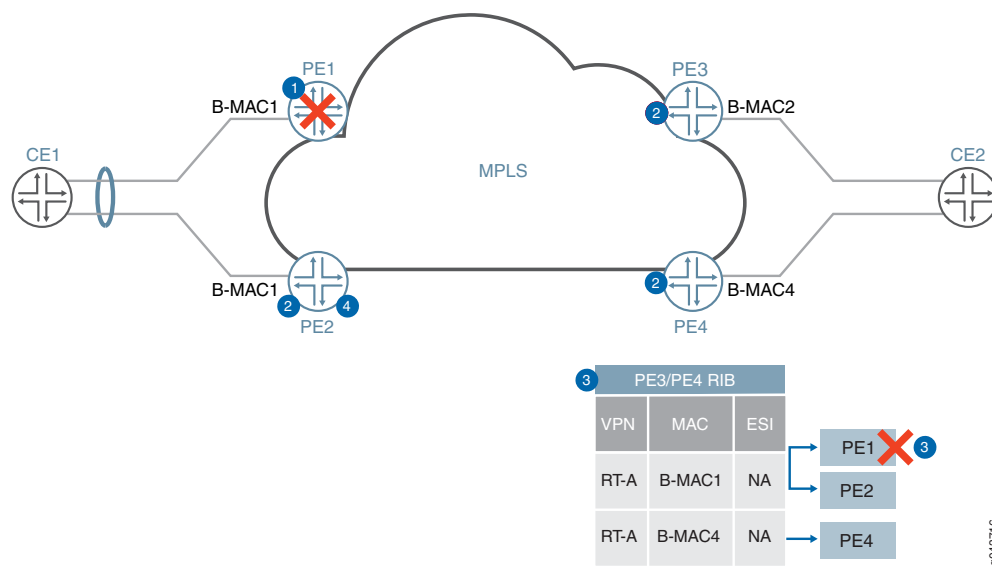 PE1
PE3
1
B-MAC1
2
B-MAC2
CE1
MPLS
CE2
B-MAC1
2
4
PE2
2
B-MAC4
PE4
3
PE3/PE4 RIB
VPN MAC ESI
RT-A B-MAC1 NA
RT-A B-MAC4 NA
PE1
3
PE2
PE4